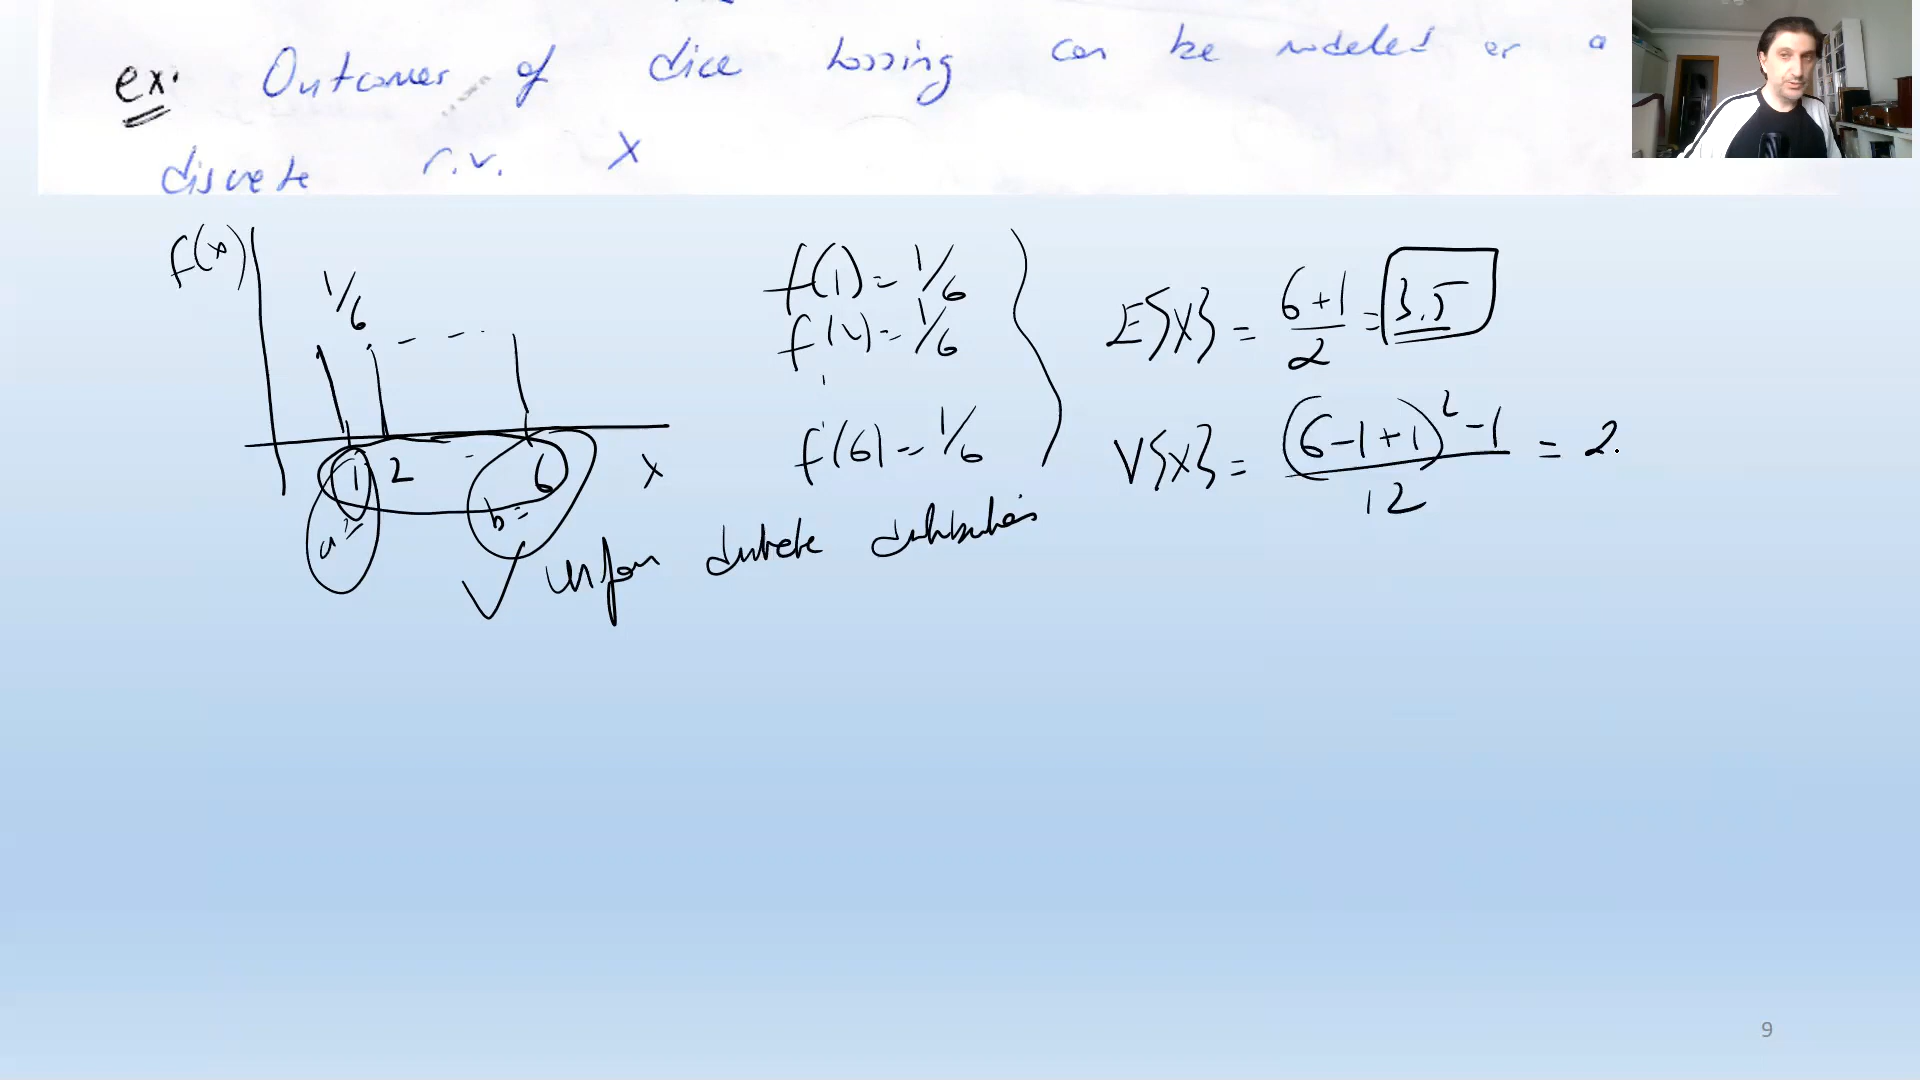 ex: Outcomes of dice tossing can be modeled as a
discrete r.v. X
f(x)
1/6
1 2 6 x
a= b=
uniform discrete distribution
f(1) = 1/6
f(2) = 1/6
f(6) = 1/6
E{X} = 6+1/2 = 3.5
V{X} = (6-1+1)² -1/12 = 2.
9